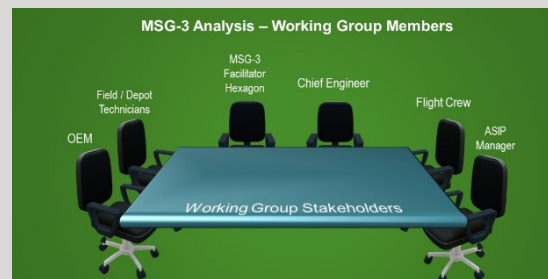 MSG-3 Analysis – Working Group Members
MSG-3
Facilitator
Hexagon
Chief Engineer
Field / Depot
Technicians
Flight Crew
OEM
ASIP
Manager
Working Group Stakeholders